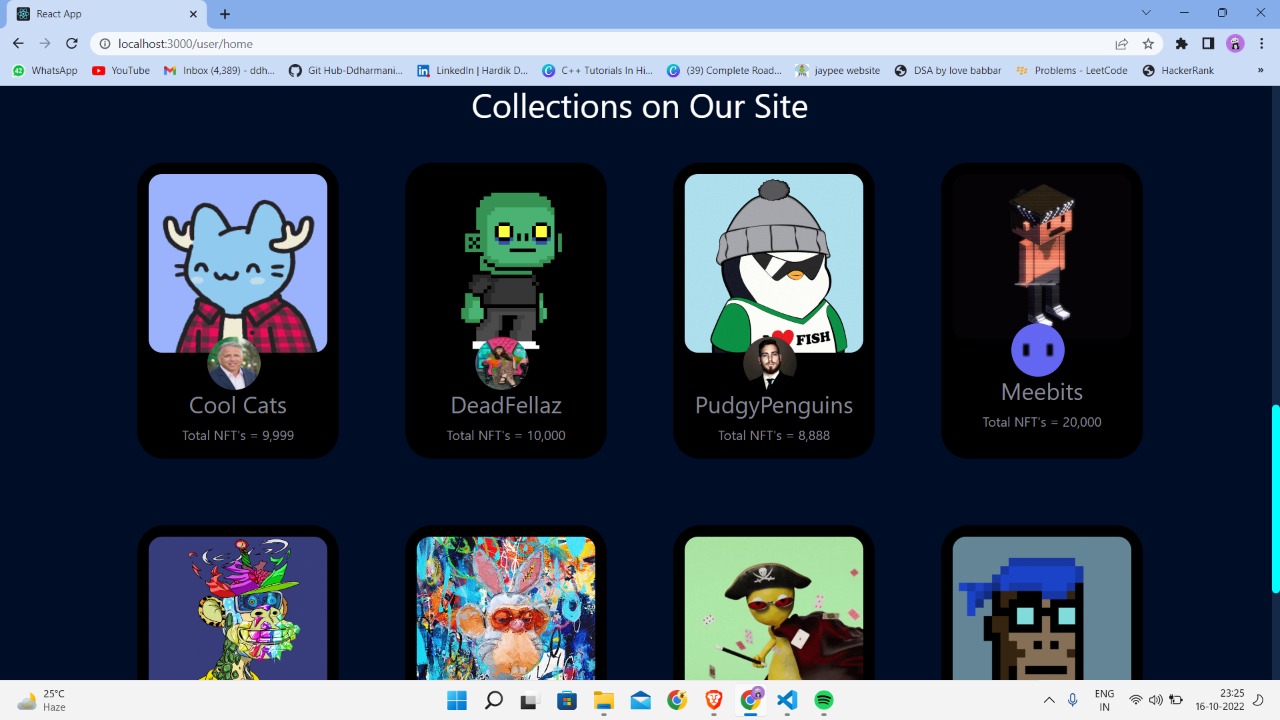 React App
localhost:3000/user/home
42 WhatsApp YouTube Inbox (4,389) - ddh... Git Hub-Ddharmani... LinkedIn | Hardik D... C++ Tutorials In Hi... (39) Complete Road... jaypee website DSA by love babbar Problems - LeetCode HackerRank »
Collections on Our Site
FISH
Cool Cats DeadFellaz PudgyPenguins Meebits
Total NFT's = 9,999 Total NFT's = 10,000 Total NFT's = 8,888 Total NFT's = 20,000
25°C
Haze
ENG
IN
23:25
16-10-2022